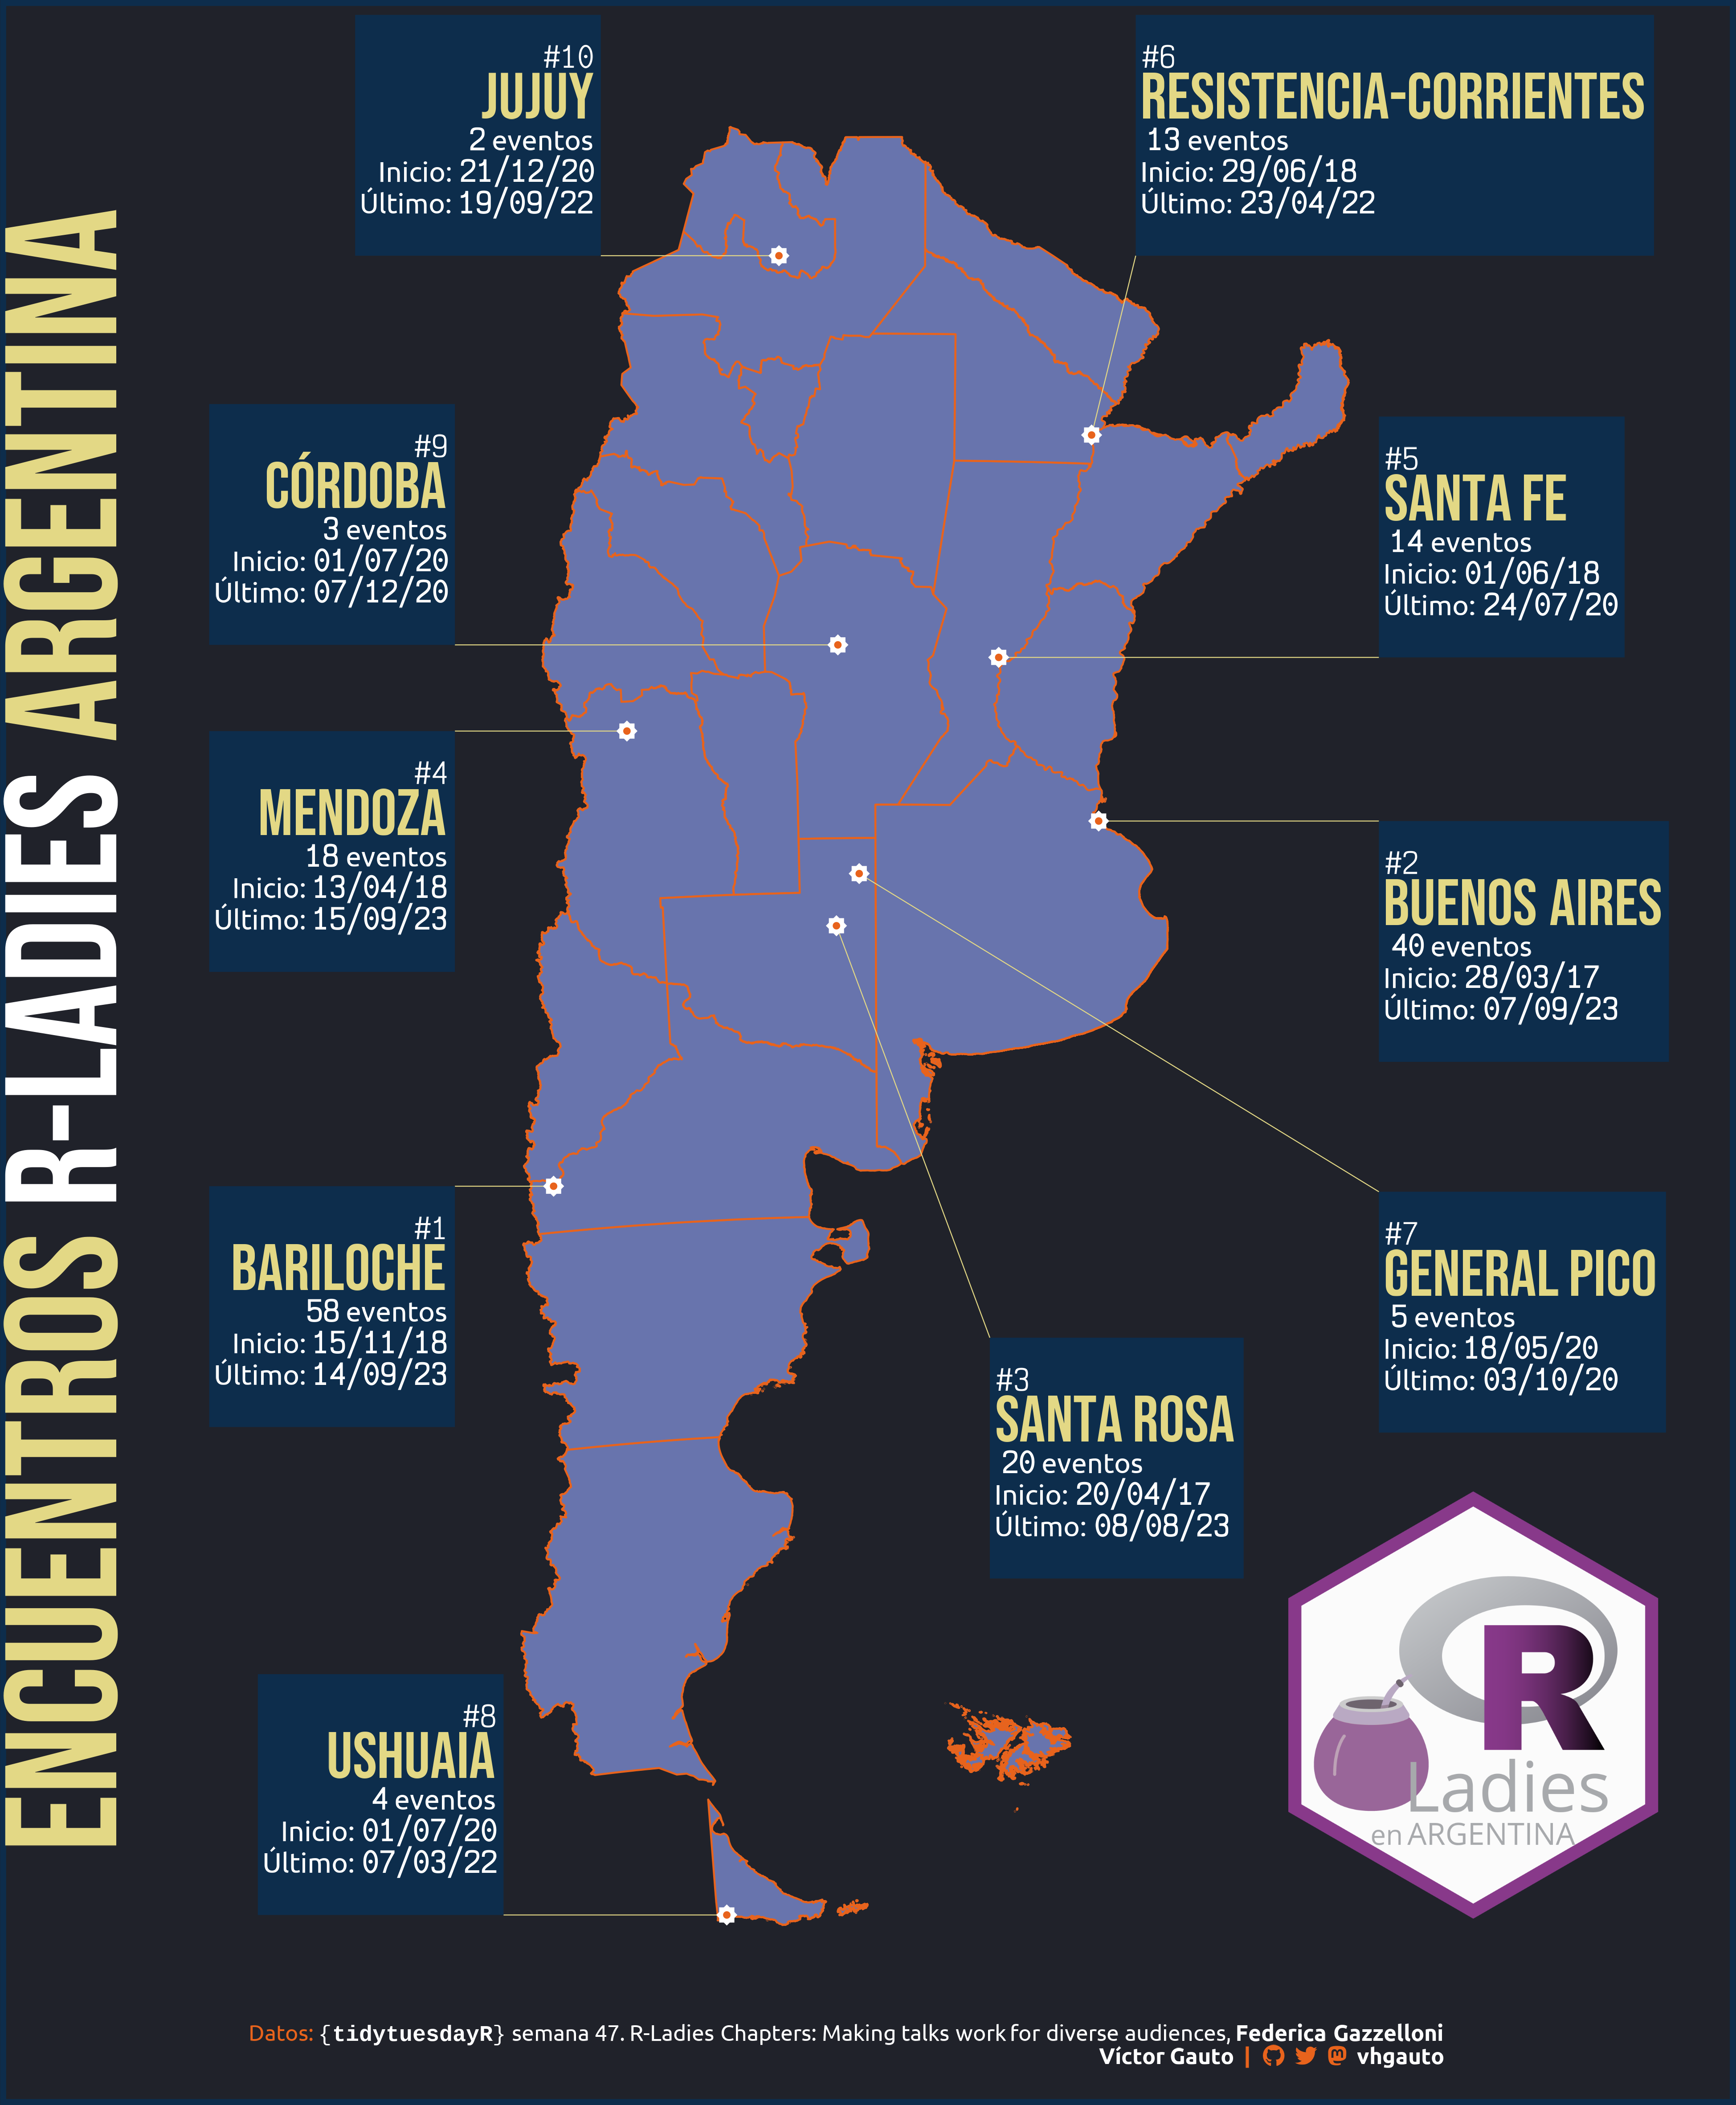 ENCUENTROS R-LADIES ARGENTINA
#10
JUJUY
2 eventos
Inicio: 21/12/20
Último: 19/09/22
#6
RESISTENCIA-CORRIENTES
13 eventos
Inicio: 29/06/18
Último: 23/04/22
#9
CÓRDOBA
3 eventos
Inicio: 01/07/20
Último: 07/12/20
#5
SANTA FE
14 eventos
Inicio: 01/06/18
Último: 24/07/20
#4
MENDOZA
18 eventos
Inicio: 13/04/18
Último: 15/09/23
#2
BUENOS AIRES
40 eventos
Inicio: 28/03/17
Último: 07/09/23
#1
BARILOCHE
58 eventos
Inicio: 15/11/18
Último: 14/09/23
#7
GENERAL PICO
5 eventos
Inicio: 18/05/20
Último: 03/10/20
#3
SANTA ROSA
20 eventos
Inicio: 20/04/17
Último: 08/08/23
#8
USHUAIA
4 eventos
Inicio: 01/07/20
Último: 07/03/22
R
Ladies
en ARGENTINA
Datos: {tidytuesdayR} semana 47. R-Ladies Chapters: Making talks work for diverse audiences, Federica Gazzelloni
Víctor Gauto | vhgauto